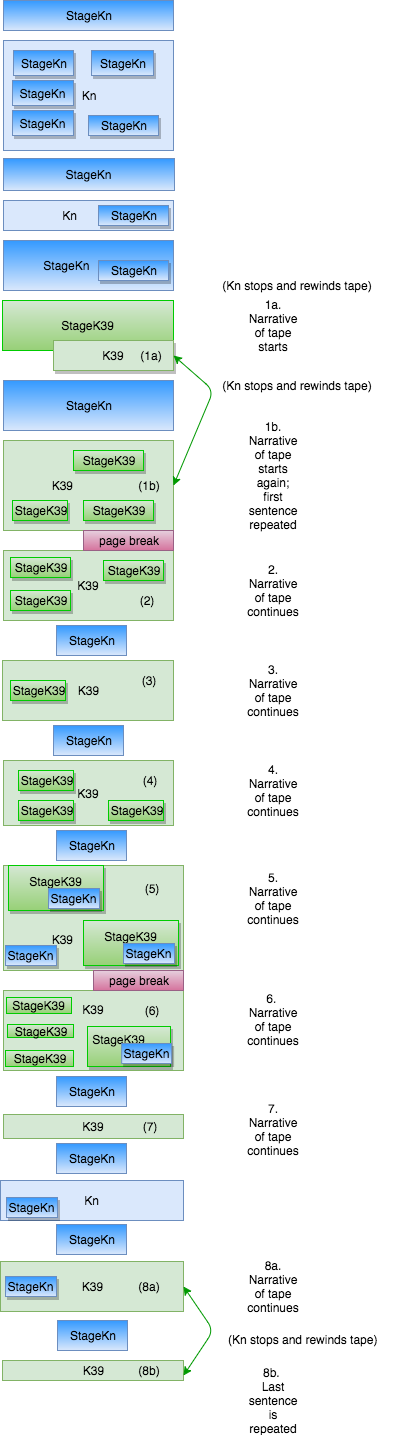 StageKn
StageKn StageKn
StageKn Kn
StageKn StageKn
StageKn
Kn StageKn
StageKn StageKn
(Kn stops and rewinds tape)
StageK39
K39 (1a)
1a.
Narrative
of tape
starts
(Kn stops and rewinds tape)
StageKn
StageK39
K39 (1b)
StageK39 StageK39
1b.
Narrative
of tape
starts
again;
first
sentence
repeated
page break
StageK39 StageK39
K39
StageK39 (2)
2.
Narrative
of tape
continues
StageKn
(3)
StageK39 K39
3.
Narrative
of tape
continues
StageKn
StageK39 (4)
K39
StageK39 StageK39
4.
Narrative
of tape
continues
StageKn
StageK39 (5)
StageKn
K39 StageK39
StageKn StageKn
5.
Narrative
of tape
continues
page break
StageK39 K39 (6)
StageK39
StageK39
StageK39 StageKn
6.
Narrative
of tape
continues
StageKn
K39 (7)
7.
Narrative
of tape
continues
StageKn
Kn
StageKn
StageKn
StageKn K39 (8a)
8a.
Narrative
of tape
continues
StageKn
(Kn stops and rewinds tape)
K39 (8b)
8b.
Last
sentence
is
repeated